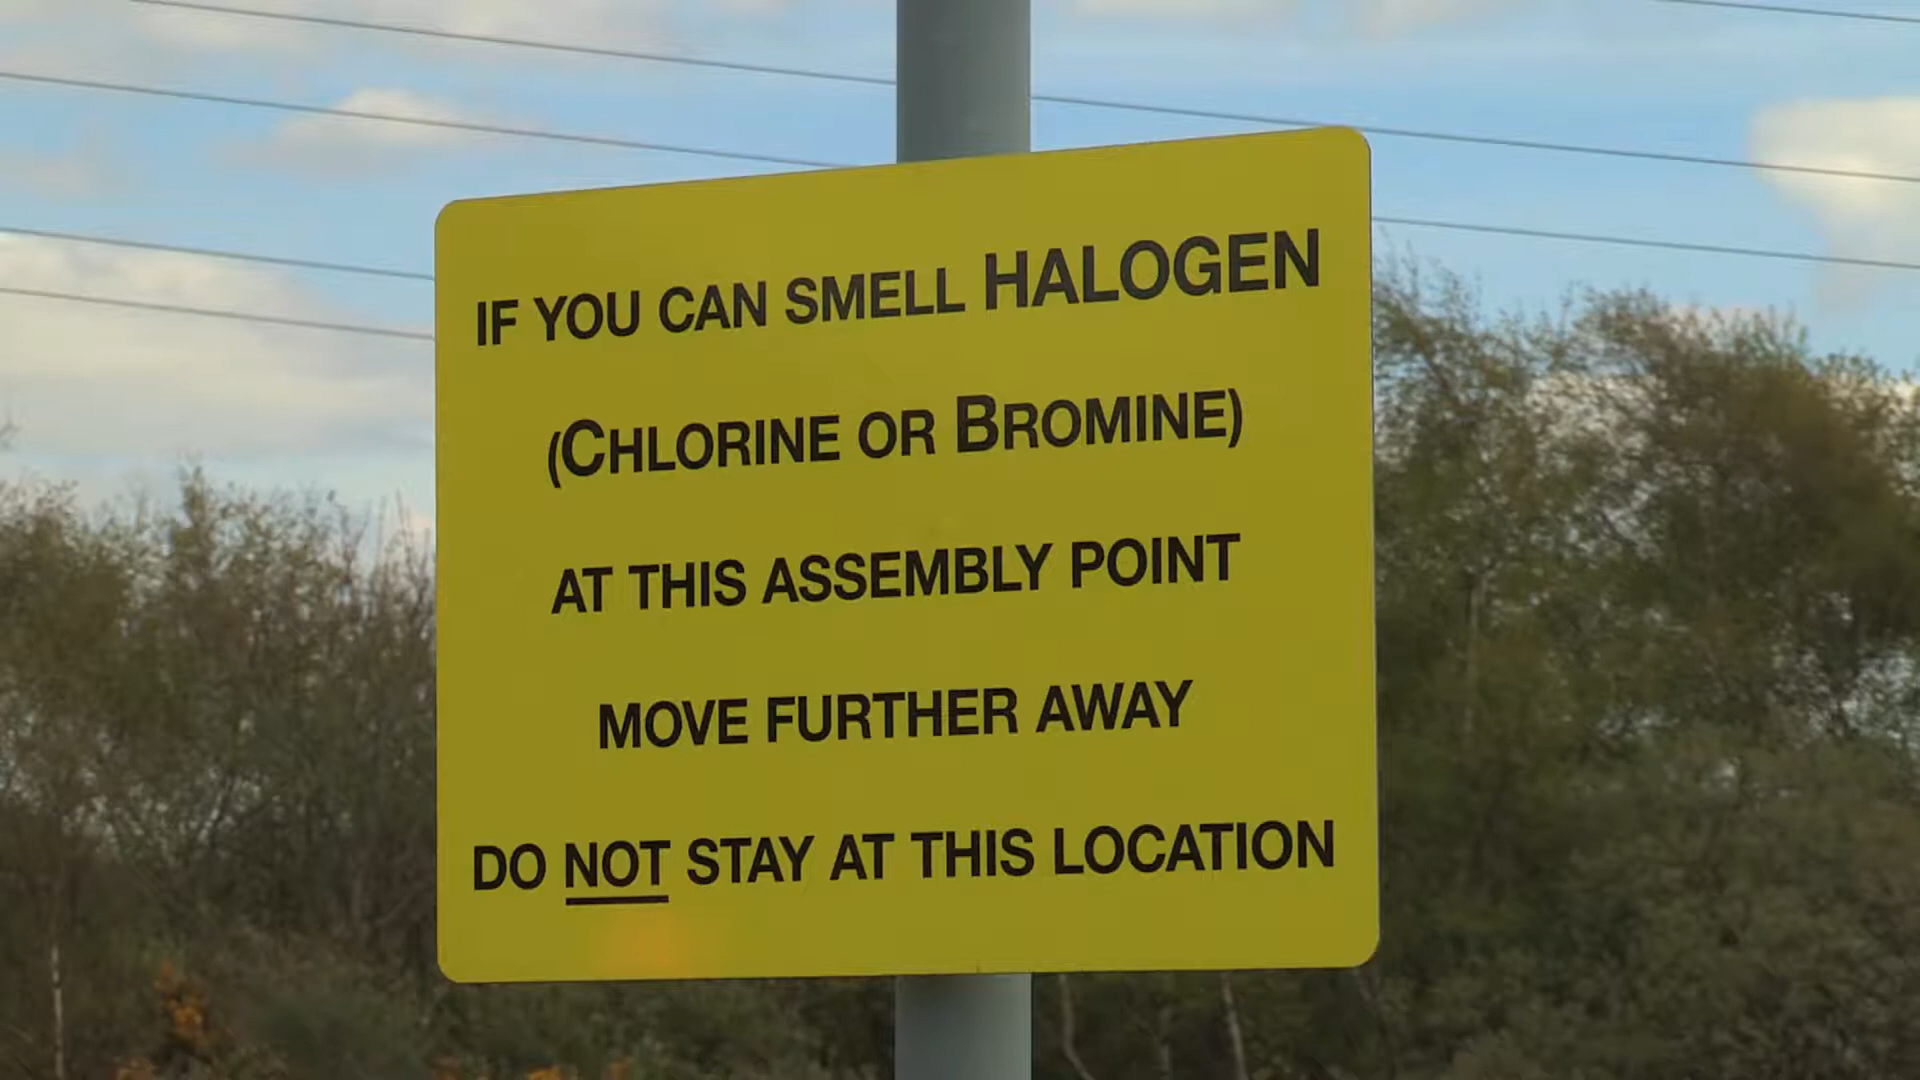 IF YOU CAN SMELL HALOGEN
(CHLORINE OR BROMINE)
AT THIS ASSEMBLY POINT
MOVE FURTHER AWAY
DO NOT STAY AT THIS LOCATION